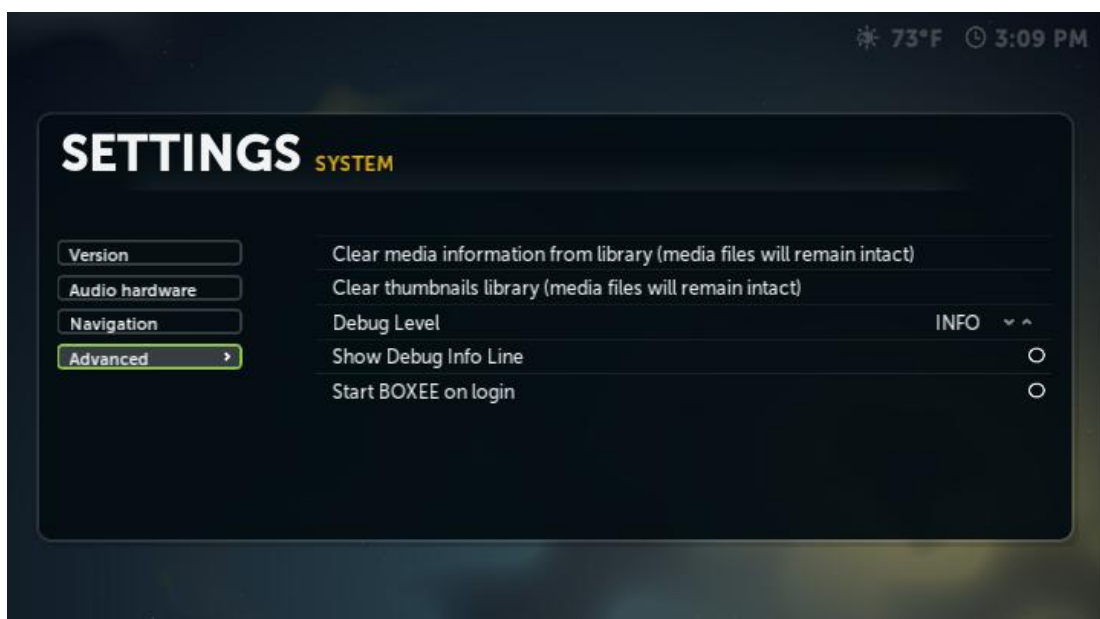 73°F 3:09 PM
SETTINGS SYSTEM
Version
Audio hardware
Navigation
Advanced
Clear media information from library (media files will remain intact)
Clear thumbnails library (media files will remain intact)
Debug Level INFO
Show Debug Info Line
Start BOXEE on login